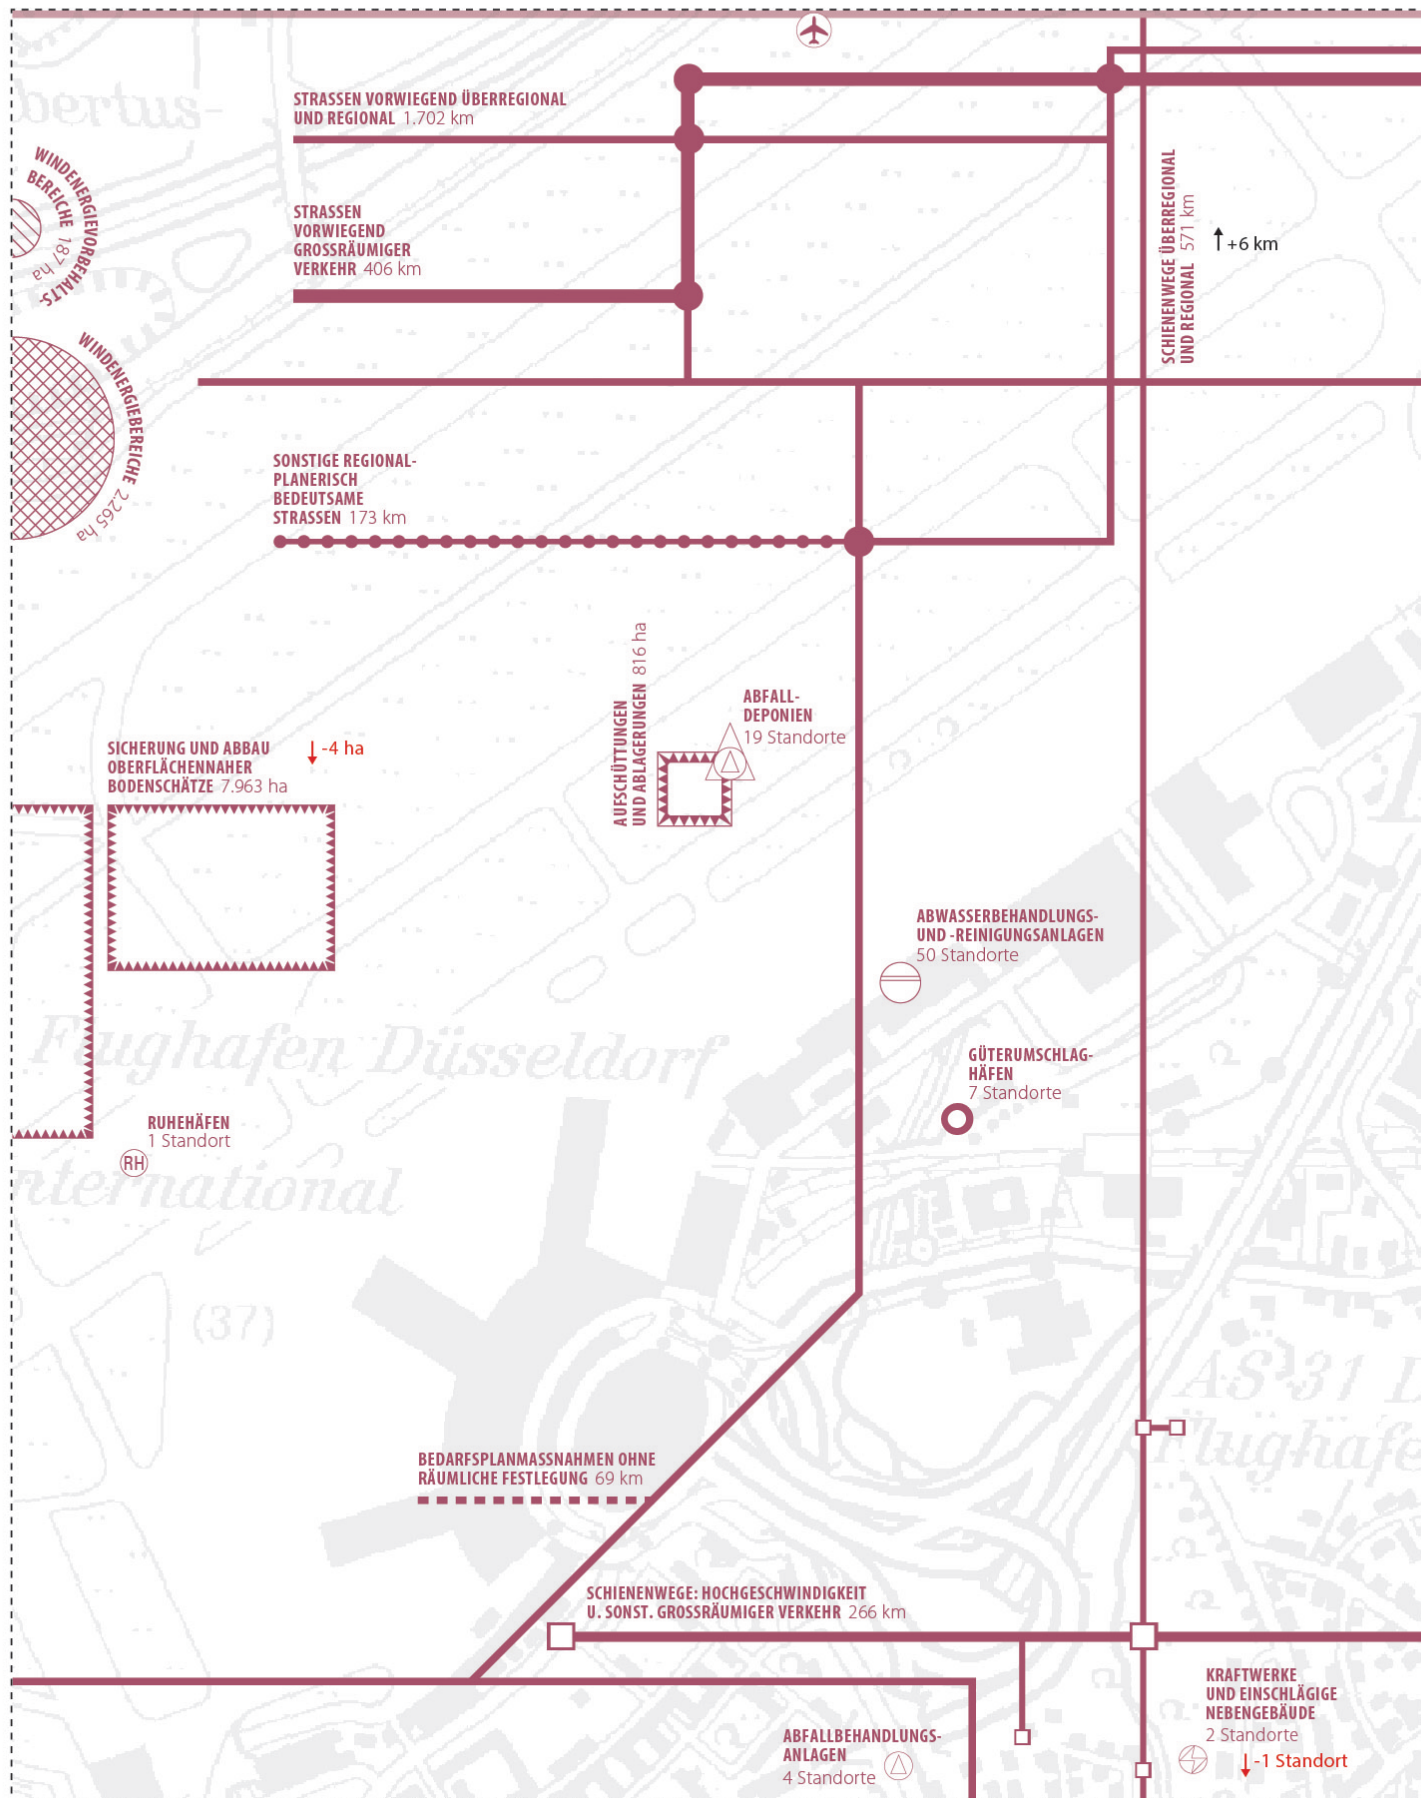 bertus-
STRASSEN VORWIEGEND ÜBERREGIONAL
UND REGIONAL 1.702 km
WINDENERGIEVORBEHALTS-
BEREICHE 187 ha
STRASSEN
VORWIEGEND
GROSSRÄUMIGER
VERKEHR 406 km
SCHIENENWEGE ÜBERREGIONAL
UND REGIONAL 571 km
+6 km
WINDENERGIEBEREICHE 2.265 ha
SONSTIGE REGIONAL-
PLANERISCH
BEDEUTSAME
STRASSEN 173 km
AUFSCHÜTTUNGEN
UND ABLAGERUNGEN 816 ha
ABFALL-
DEPONIEN
19 Standorte
SICHERUNG UND ABBAU
OBERFLÄCHENNAHER
BODENSCHÄTZE 7.963 ha
-4 ha
ABWASSERBEHANDLUNGS-
UND -REINIGUNGSANLAGEN
50 Standorte
Flughafen Düsseldorf
GÜTERUMSCHLAG-
HÄFEN
7 Standorte
RUHEHÄFEN
1 Standort
RH
nternational
(37)
AS 31 D
Flughafe
BEDARFSPLANMASSNAHMEN OHNE
RÄUMLICHE FESTLEGUNG 69 km
SCHIENENWEGE: HOCHGESCHWINDIGKEIT
U. SONST. GROSSRÄUMIGER VERKEHR 266 km
KRAFTWERKE
UND EINSCHLÄGIGE
NEBENGEBÄUDE
2 Standorte
-1 Standort
ABFALLBEHANDLUNGS-
ANLAGEN
4 Standorte